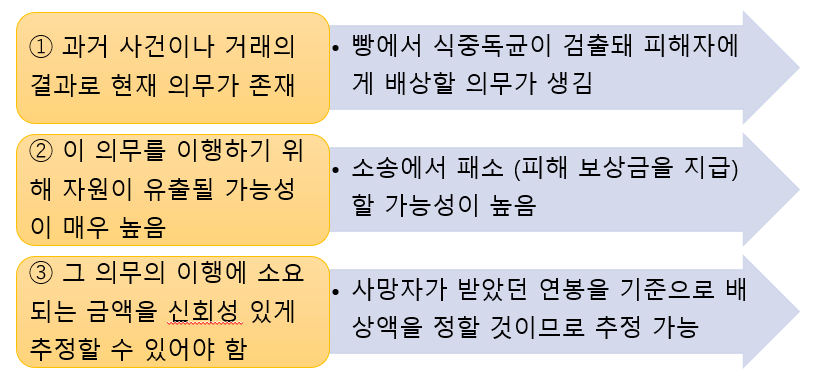 ① 과거 사건이나 거래의
결과로 현재 의무가 존재
• 빵에서 식중독균이 검출돼 피해자에
게 배상할 의무가 생김
② 이 의무를 이행하기 위
해 자원이 유출될 가능성
이 매우 높음
• 소송에서 패소 (피해 보상금을 지급)
할 가능성이 높음
③ 그 의무의 이행에 소요
되는 금액을 신회성 있게
추정할 수 있어야 함
• 사망자가 받았던 연봉을 기준으로 배
상액을 정할 것이므로 추정 가능